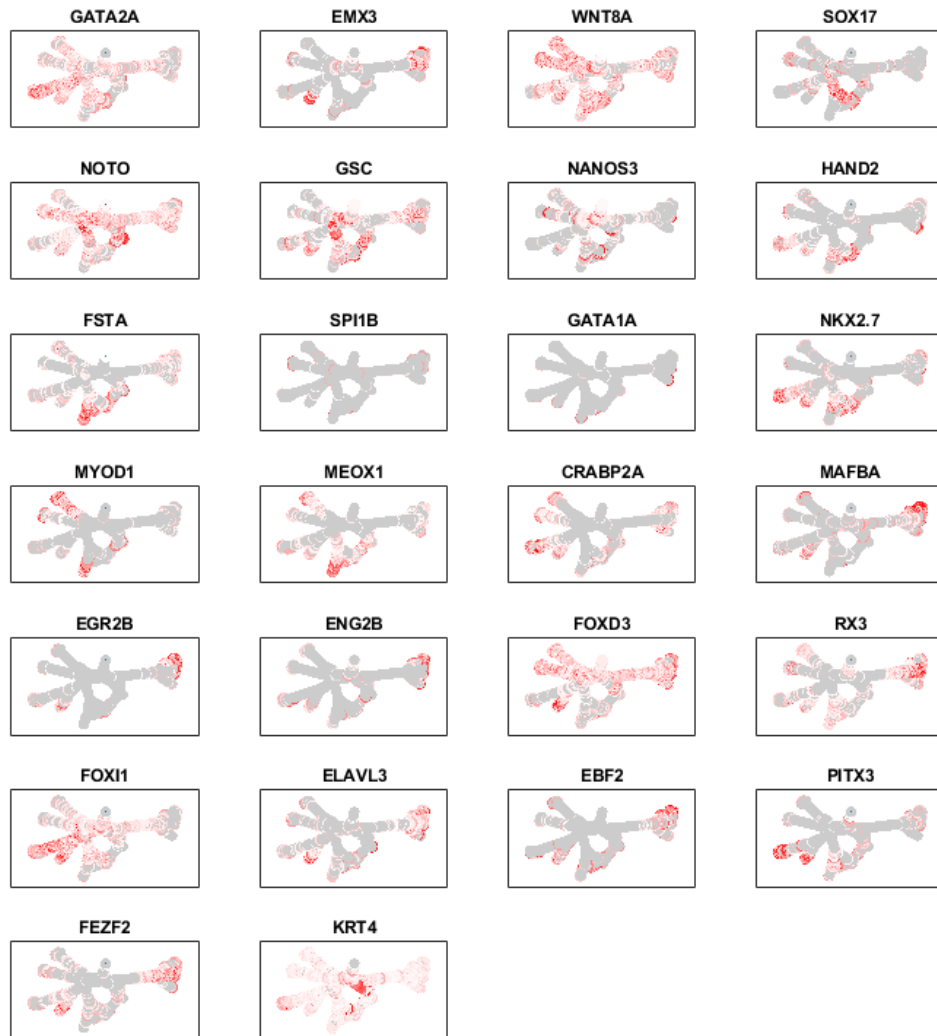 GATA2A EMX3 WNT8A SOX17
NOTO GSC NANOS3 HAND2
FSTA SPI1B GATA1A NKX2.7
MYOD1 MEOX1 CRABP2A MAFBA
EGR2B ENG2B FOXD3 RX3
FOXI1 ELAVL3 EBF2 PITX3
FEZF2 KRT4